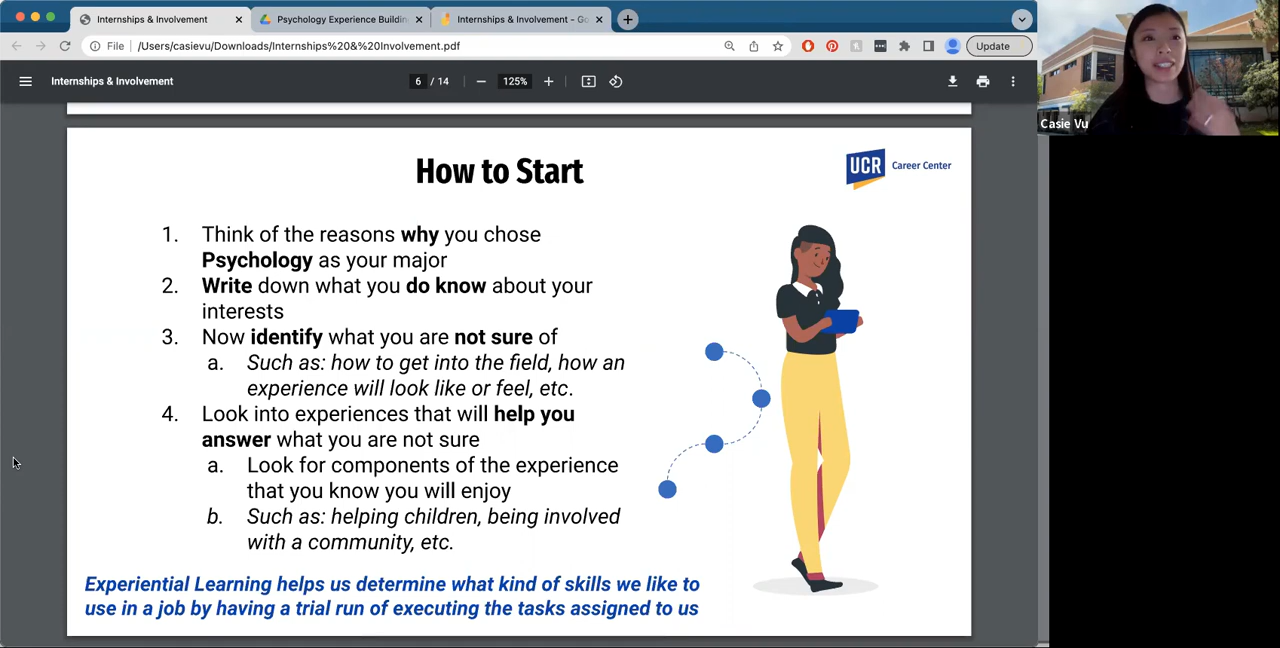 Internships & Involvement
Psychology Experience Buildin
Internships & Involvement – Go
File
/Users/casievu/Downloads/Internships%20&%20Involvement.pdf
Update
Internships & Involvement
6 / 14
125%
Casie Vu
How to Start
UCR Career Center
1. Think of the reasons why you chose
Psychology as your major
2. Write down what you do know about your
interests
3. Now identify what you are not sure of
a. Such as: how to get into the field, how an
experience will look like or feel, etc.
4. Look into experiences that will help you
answer what you are not sure
a. Look for components of the experience
that you know you will enjoy
b. Such as: helping children, being involved
with a community, etc.
Experiential Learning helps us determine what kind of skills we like to
use in a job by having a trial run of executing the tasks assigned to us